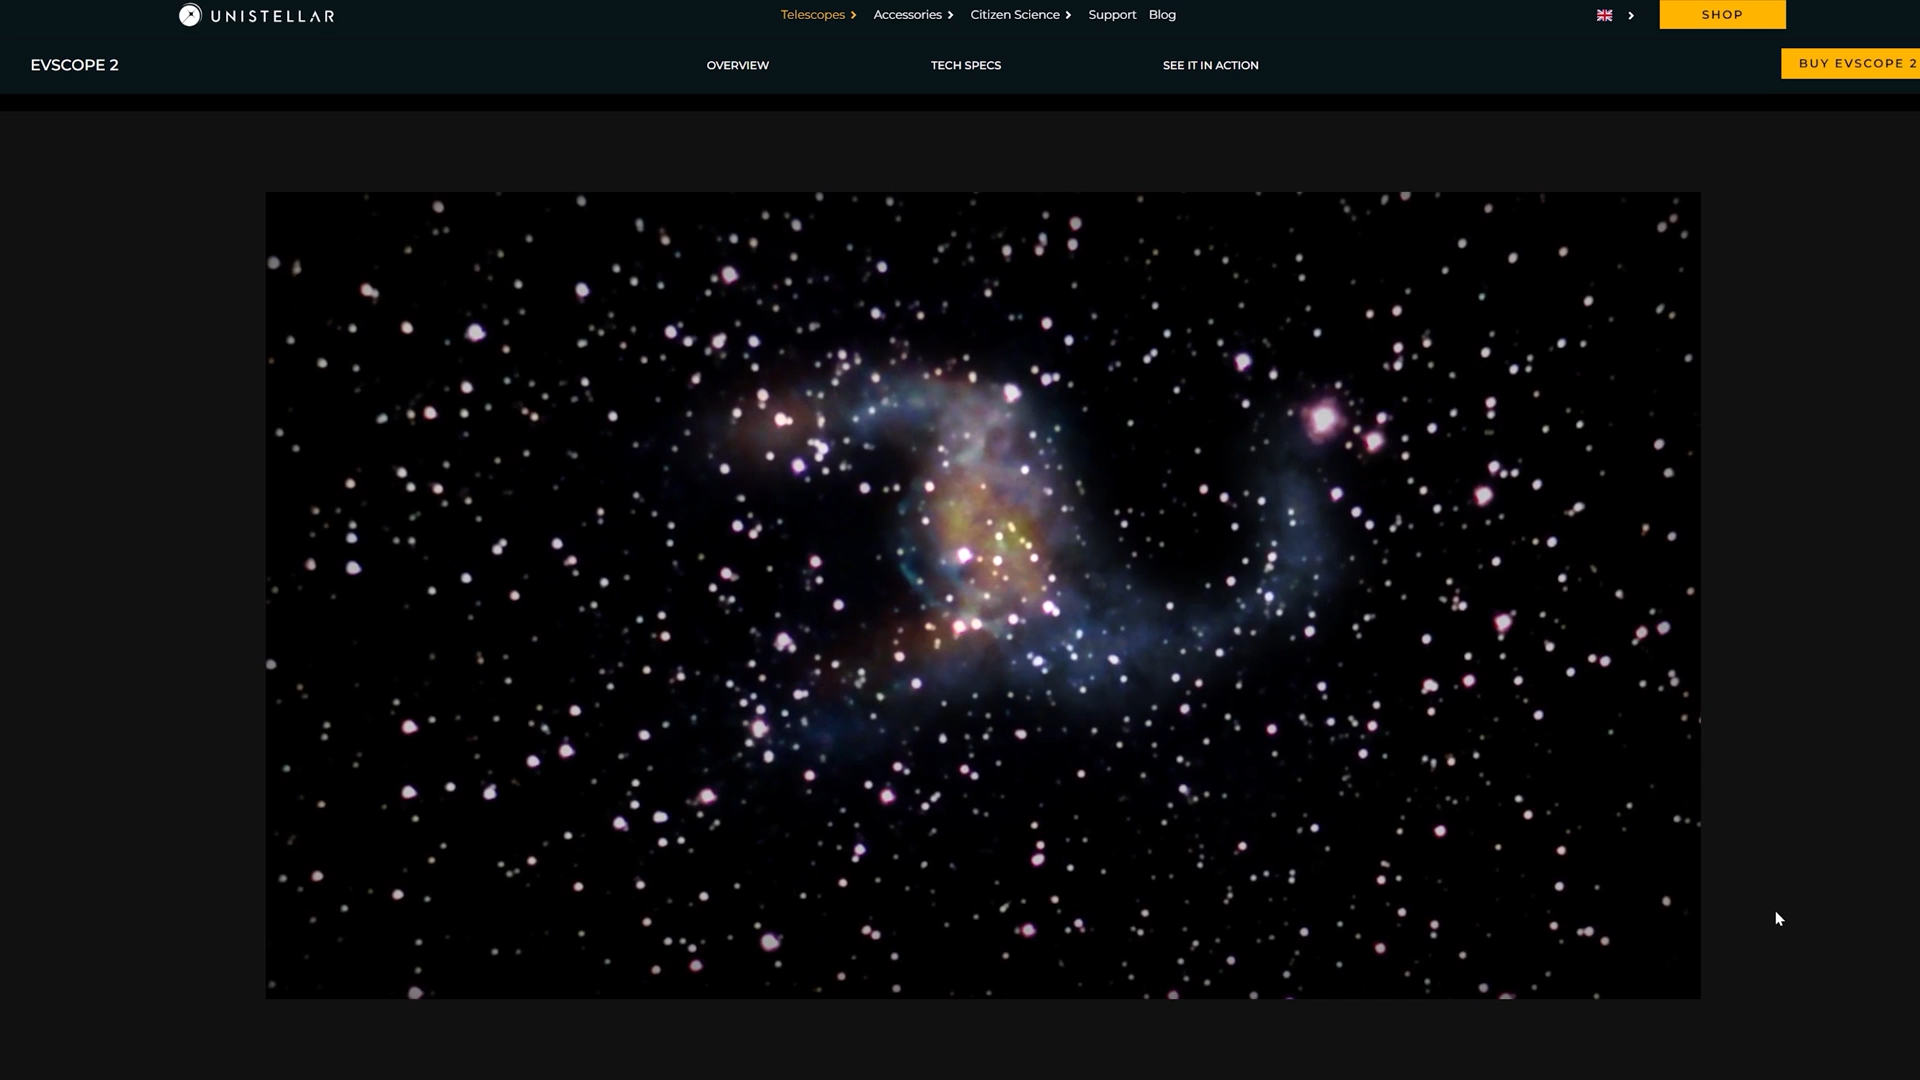 UNISTELLAR
Telescopes
Accessories
Citizen Science
Support
Blog
SHOP
EVSCOPE 2
OVERVIEW
TECH SPECS
SEE IT IN ACTION
BUY EVSCOPE 2